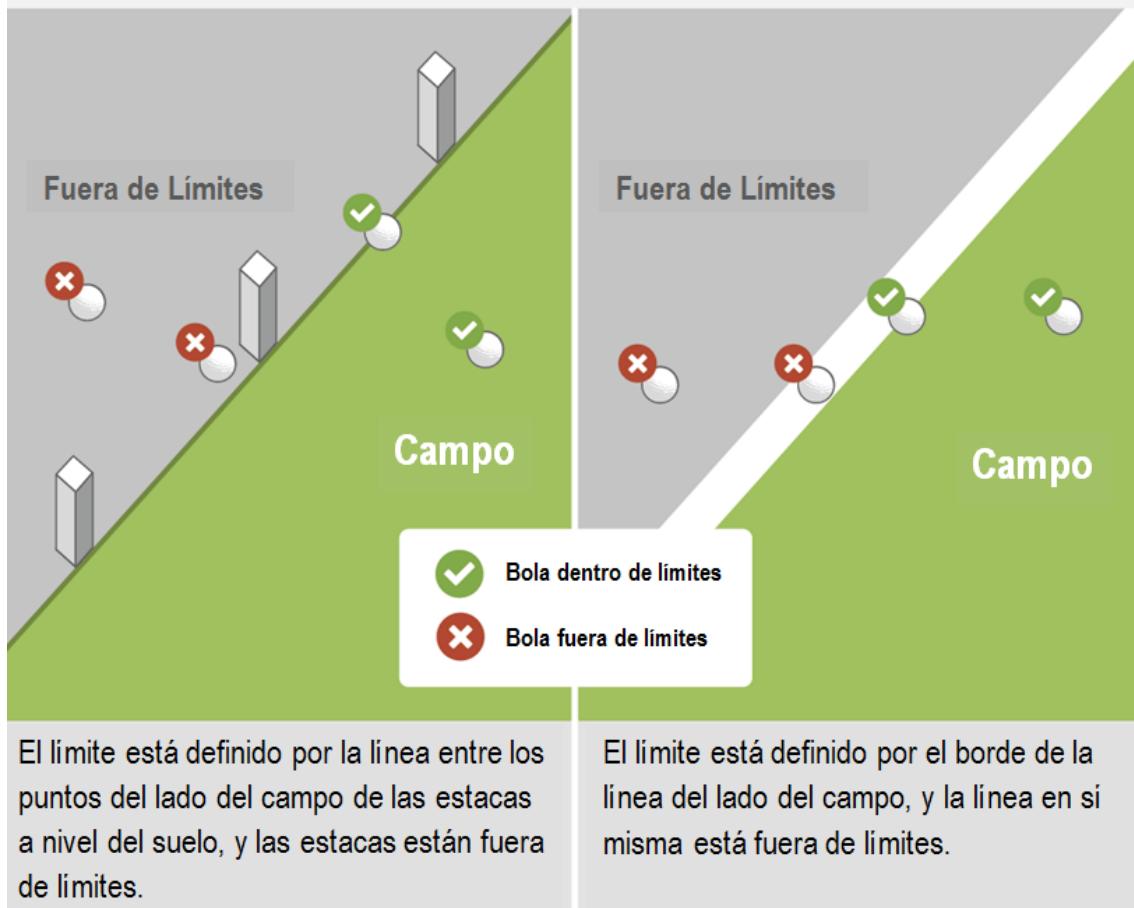 Fuera de Límites
Campo
El límite está definido por la línea entre los
puntos del lado del campo de las estacas
a nivel del suelo, y las estacas están fuera
de límites.
Fuera de Límites
Campo
El límite está definido por el borde de la
línea del lado del campo, y la línea en sí
misma está fuera de límites.
Bola dentro de límites
Bola fuera de límites